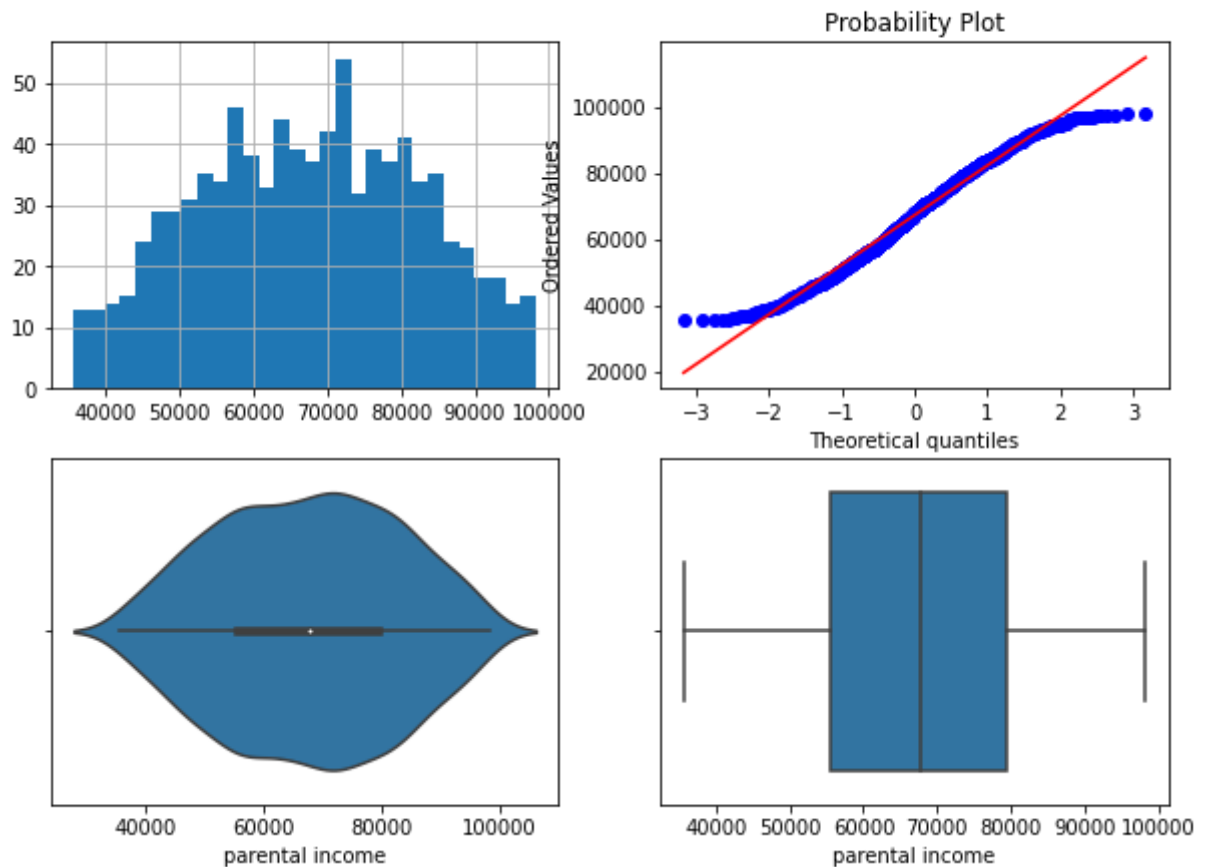 50
40
30
20
10
0
40000 50000 60000 70000 80000 90000 100000
Probability Plot
Ordered Values
100000
80000
60000
40000
20000
−3 −2 −1 0 1 2 3
Theoretical quantiles
40000 60000 80000 100000
parental income
40000 50000 60000 70000 80000 90000 100000
parental income